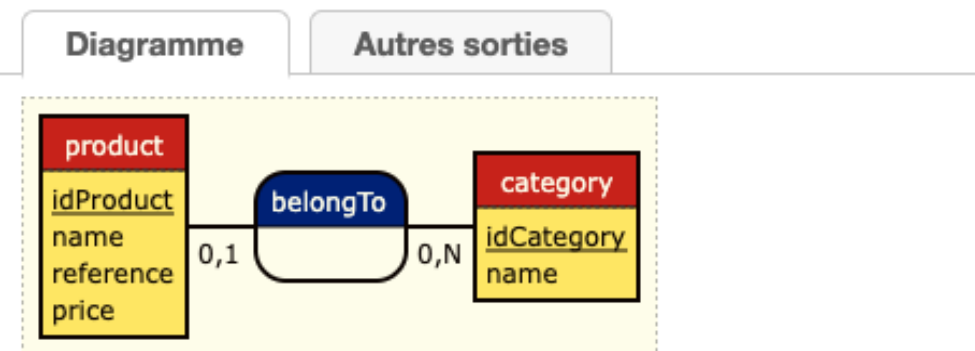 Diagramme
Autres sorties
product
idProduct
name
reference
price
0,1
belongTo
0,N
category
idCategory
name